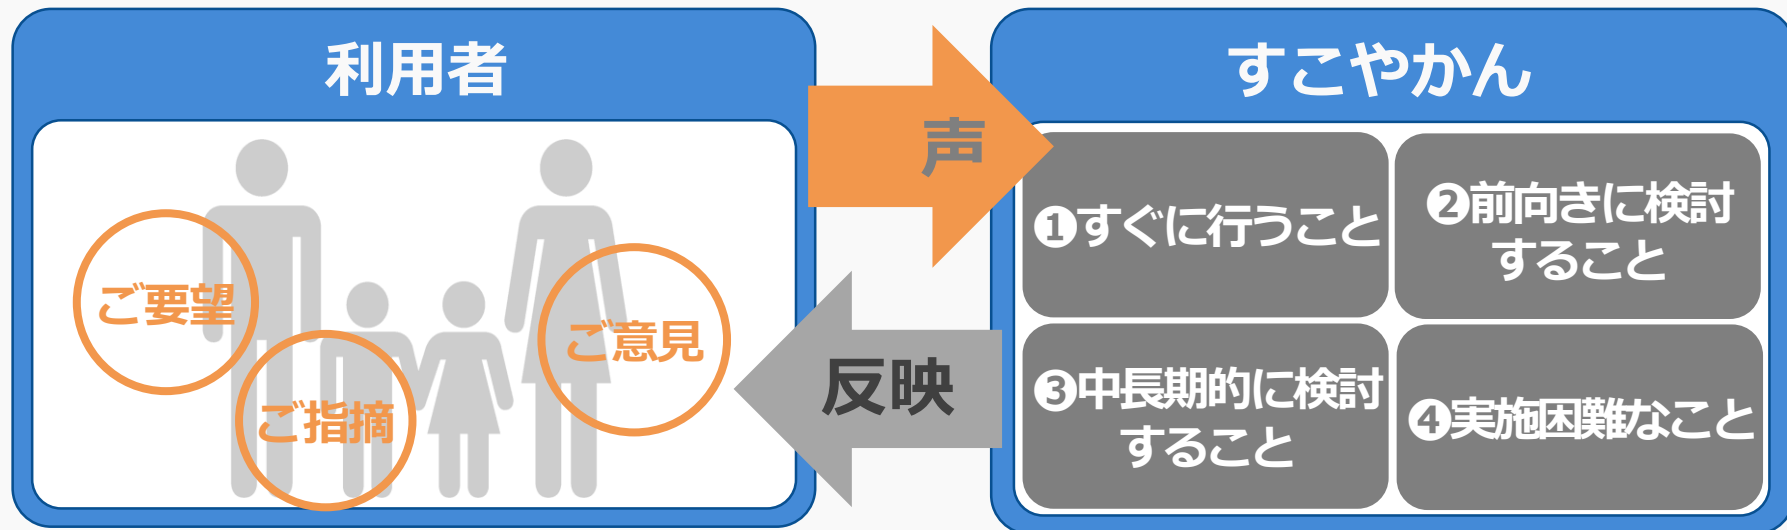 利用者
ご要望
ご指摘
ご意見
声
反映
すこやかん
❶すぐに行うこと
❷前向きに検討
すること
❸中長期的に検討
すること
❹実施困難なこと